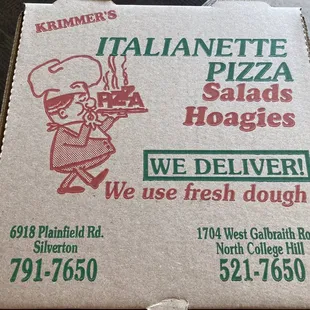 KRIMMER'S
ITALIANETTE
PIZZA
Salads
Hoagies
PIZZA
WE DELIVER!
We use fresh dough
6918 Plainfield Rd.
Silverton
791-7650
1704 West Galbraith Ro
North College Hill
521-7650